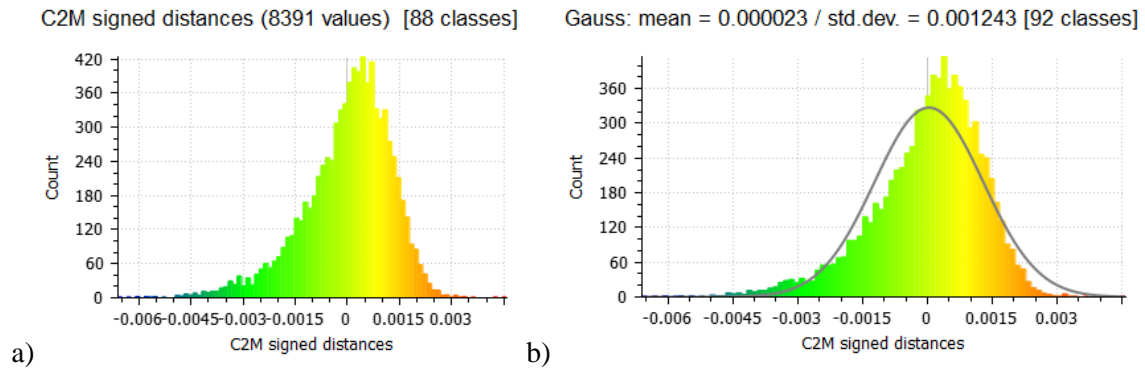 C2M signed distances (8391 values) [88 classes]
420
360
300
240
180
120
60
0
Count
-0.006 -0.0045 -0.003 -0.0015 0 0.0015 0.003
C2M signed distances
a)
Gauss: mean = 0.000023 / std.dev. = 0.001243 [92 classes]
360
300
240
180
120
60
0
Count
-0.006 -0.0045 -0.003 -0.0015 0 0.0015 0.003
C2M signed distances
b)